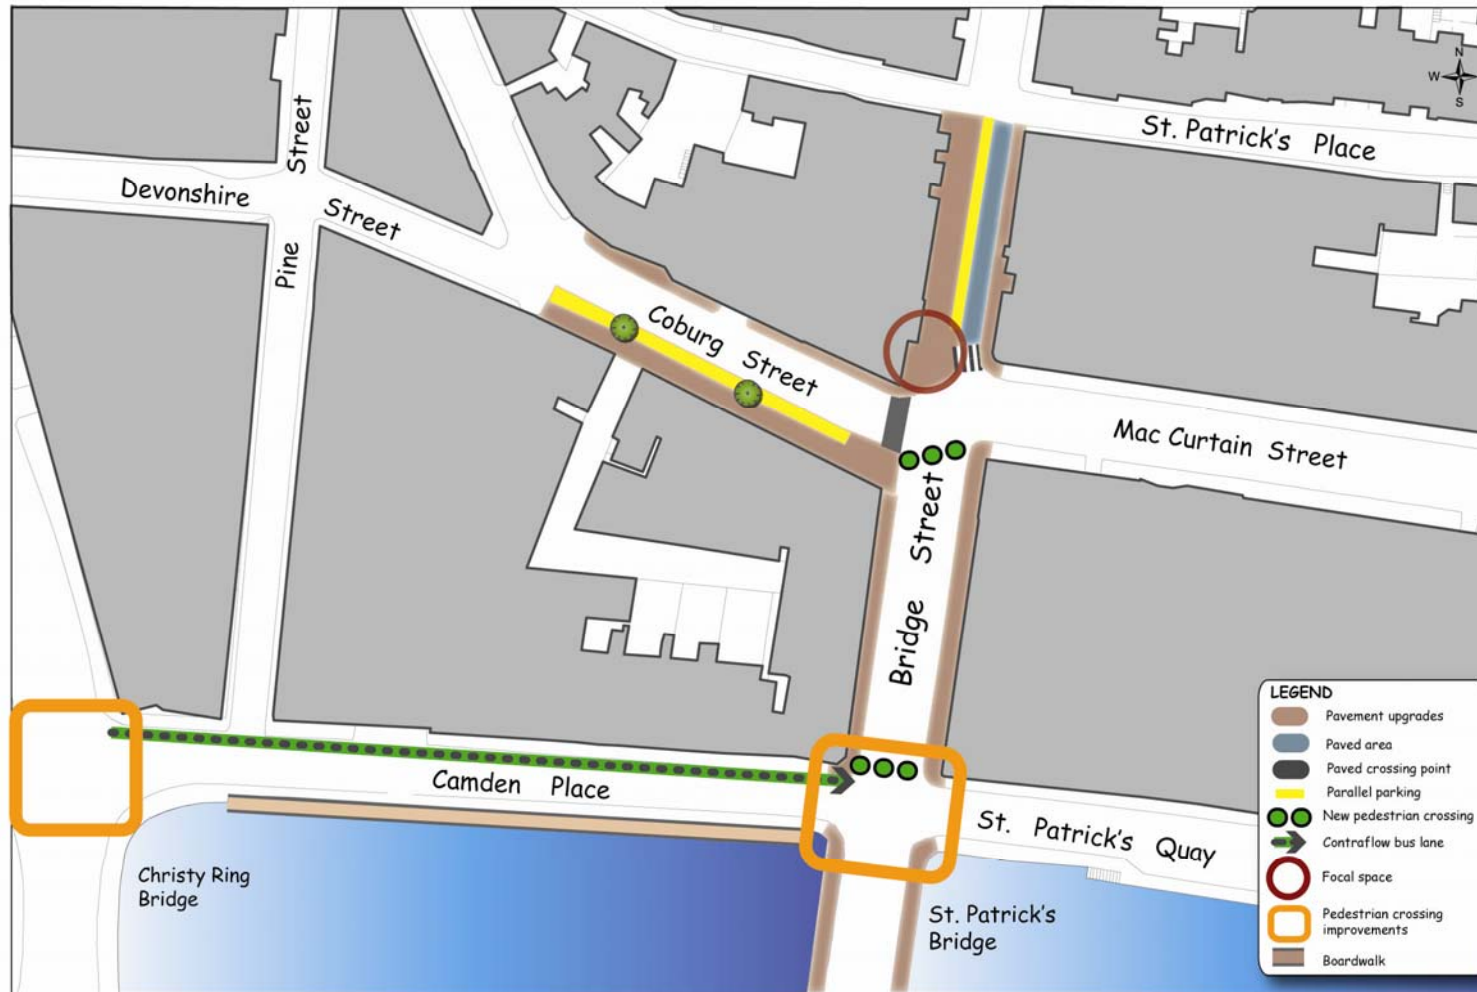 N
W
S
St. Patrick's Place
Street
Devonshire
Street
Pine
Coburg Street
Mac Curtain Street
Bridge Street
Camden Place
St. Patrick's Quay
Christy Ring
Bridge
St. Patrick's
Bridge
LEGEND
Pavement upgrades
Paved area
Paved crossing point
Parallel parking
New pedestrian crossing
Contraflow bus lane
Focal space
Pedestrian crossing
improvements
Boardwalk